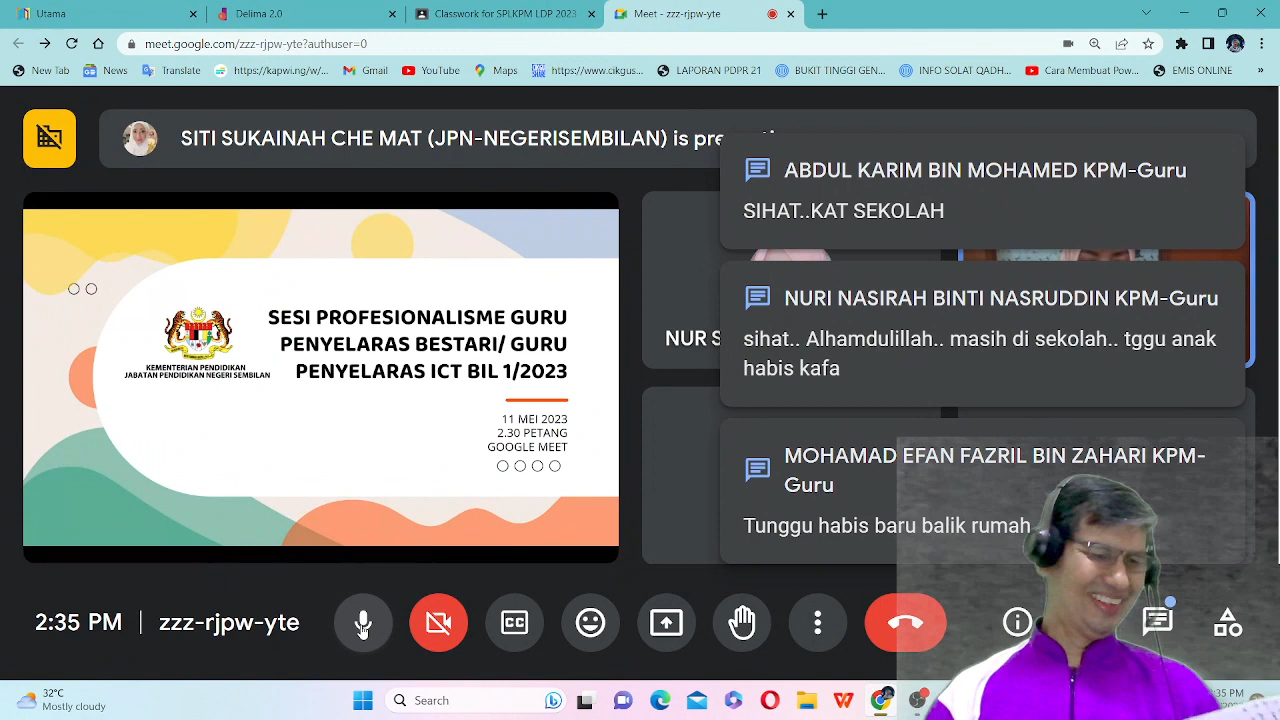 Utama
Delima 2.0
Classwork for SPLKPM LDP 2023
Meet - zzz-rjpw-yte
meet.google.com/zzz-rjpw-yte?authuser=0
New Tab
News
Translate
https://kapwing.g/w...
Gmail
YouTube
Maps
https://www.cikgus...
LAPORAN PDPR 21
BUKIT TINGGI GEN...
INFO SOLAT QADH...
Cara Membuat Pow...
EMIS ONLINE
»
SITI SUKAINAH CHE MAT (JPN-NEGERISEMBILAN) is pre
ABDUL KARIM BIN MOHAMED KPM-Guru
SIHAT..KAT SEKOLAH
NURI NASIRAH BINTI NASRUDDIN KPM-Guru
sihat.. Alhamdulillah.. masih di sekolah.. tggu anak
habis kafa
MOHAMAD EFAN FAZRIL BIN ZAHARI KPM-
Guru
Tunggu habis baru balik rumah
NUR S
SESI PROFESIONALISME GURU
PENYELARAS BESTARI/ GURU
PENYELARAS ICT BIL 1/2023
KEMENTERIAN PENDIDIKAN
JABATAN PENDIDIKAN NEGERI SEMBILAN
11 MEI 2023
2.30 PETANG
GOOGLE MEET
2:35 PM
zzz-rjpw-yte
CC
32°C
Mostly cloudy
Search
:35 PM